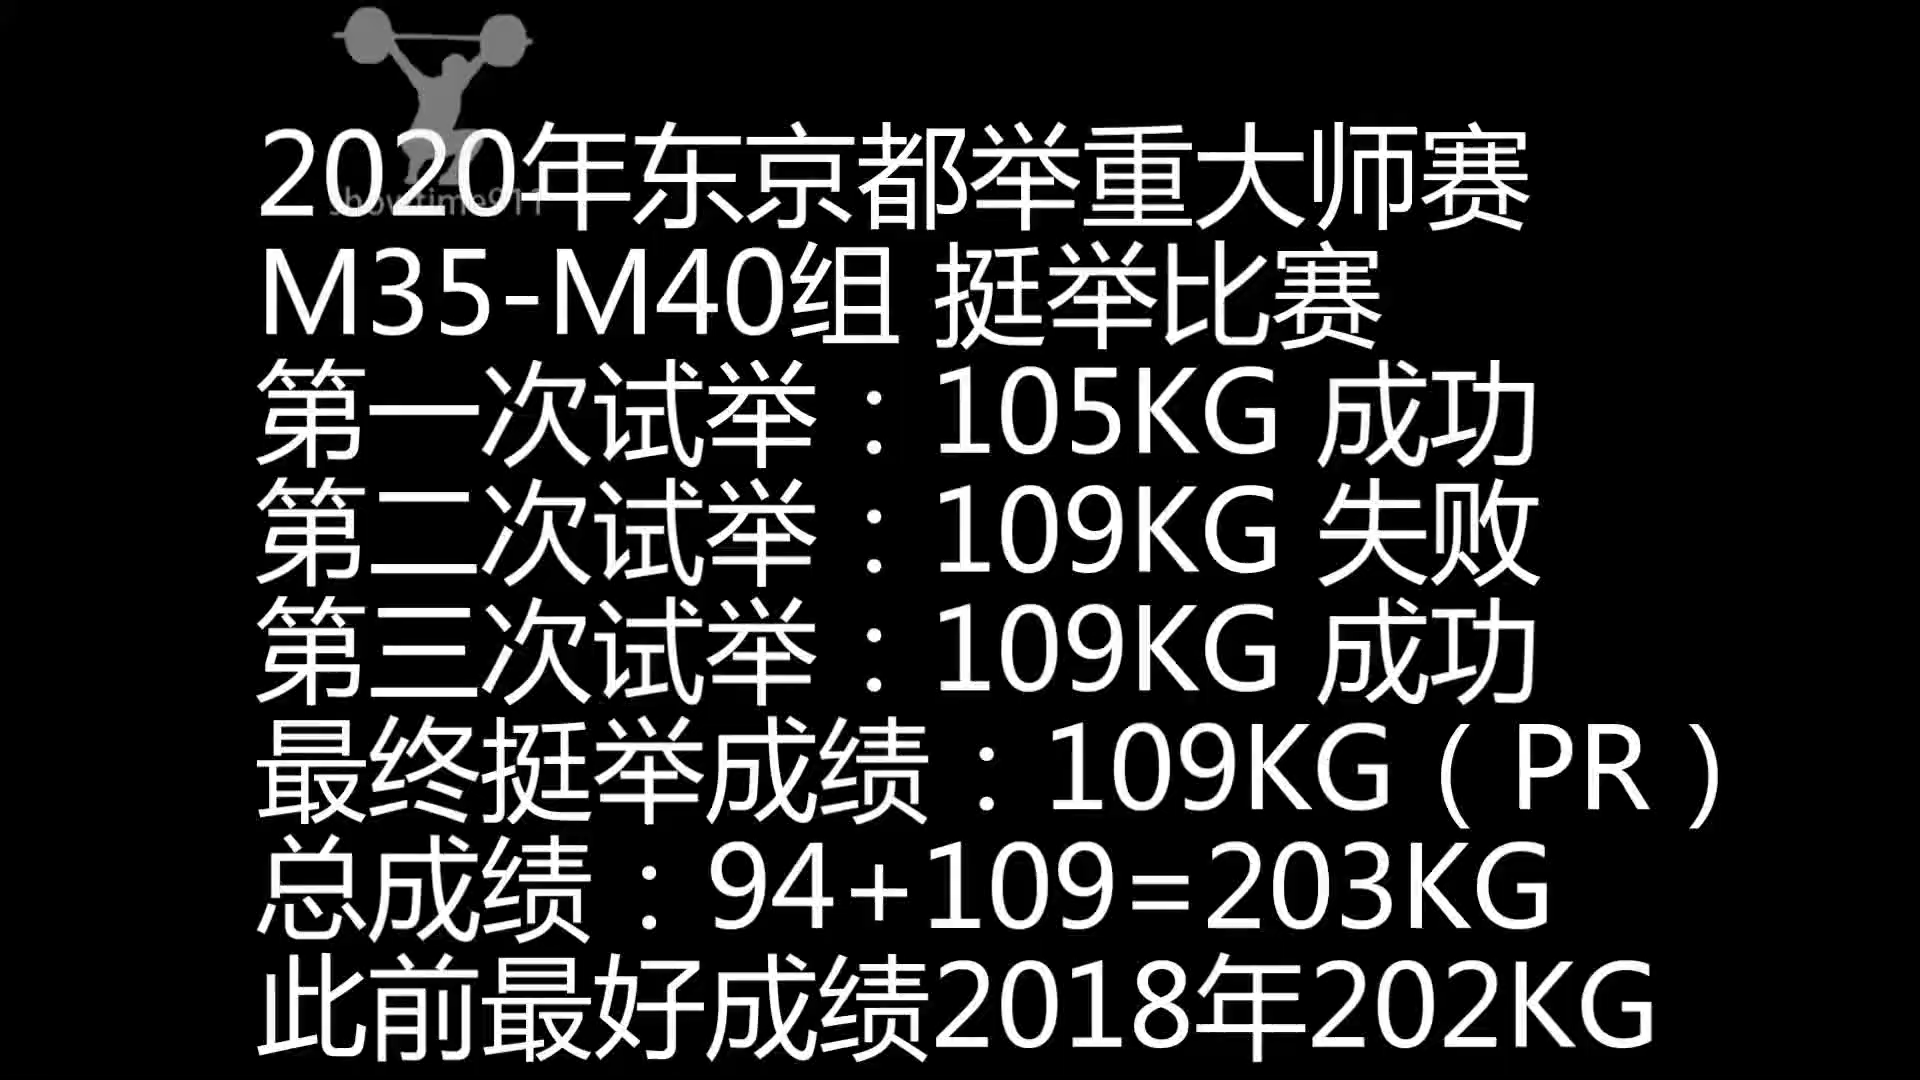 showtime911
2020年东京都举重大师赛
M35-M40组 挺举比赛
第一次试举：105KG 成功
第二次试举：109KG 失败
第三次试举：109KG 成功
最终挺举成绩：109KG（PR）
总成绩：94+109=203KG
此前最好成绩2018年202KG